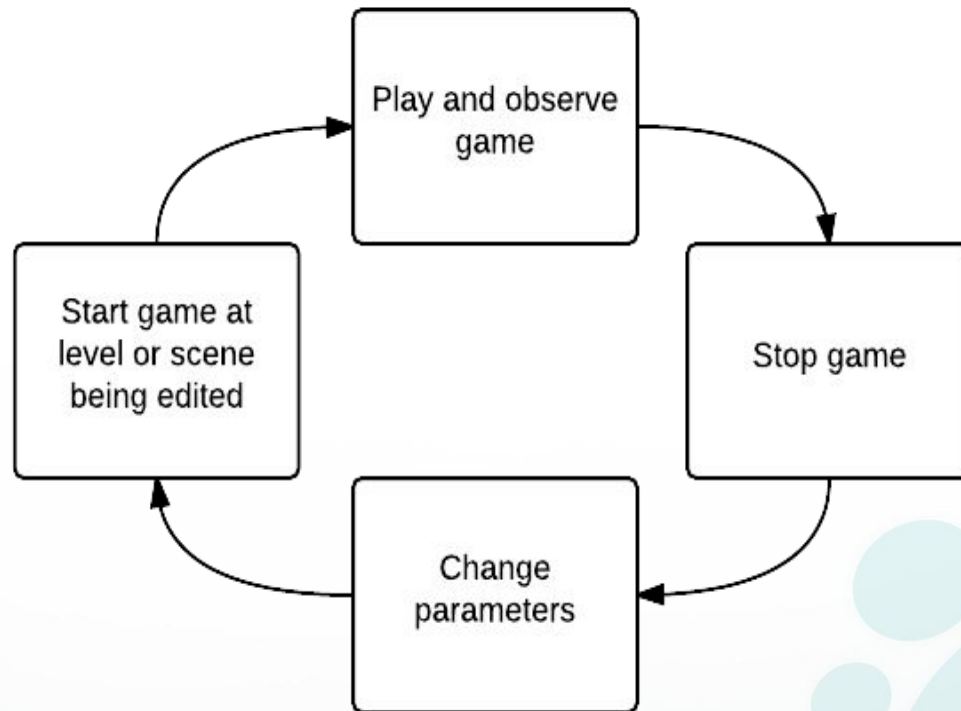 Play and observe
game
Start game at
level or scene
being edited
Stop game
Change
parameters